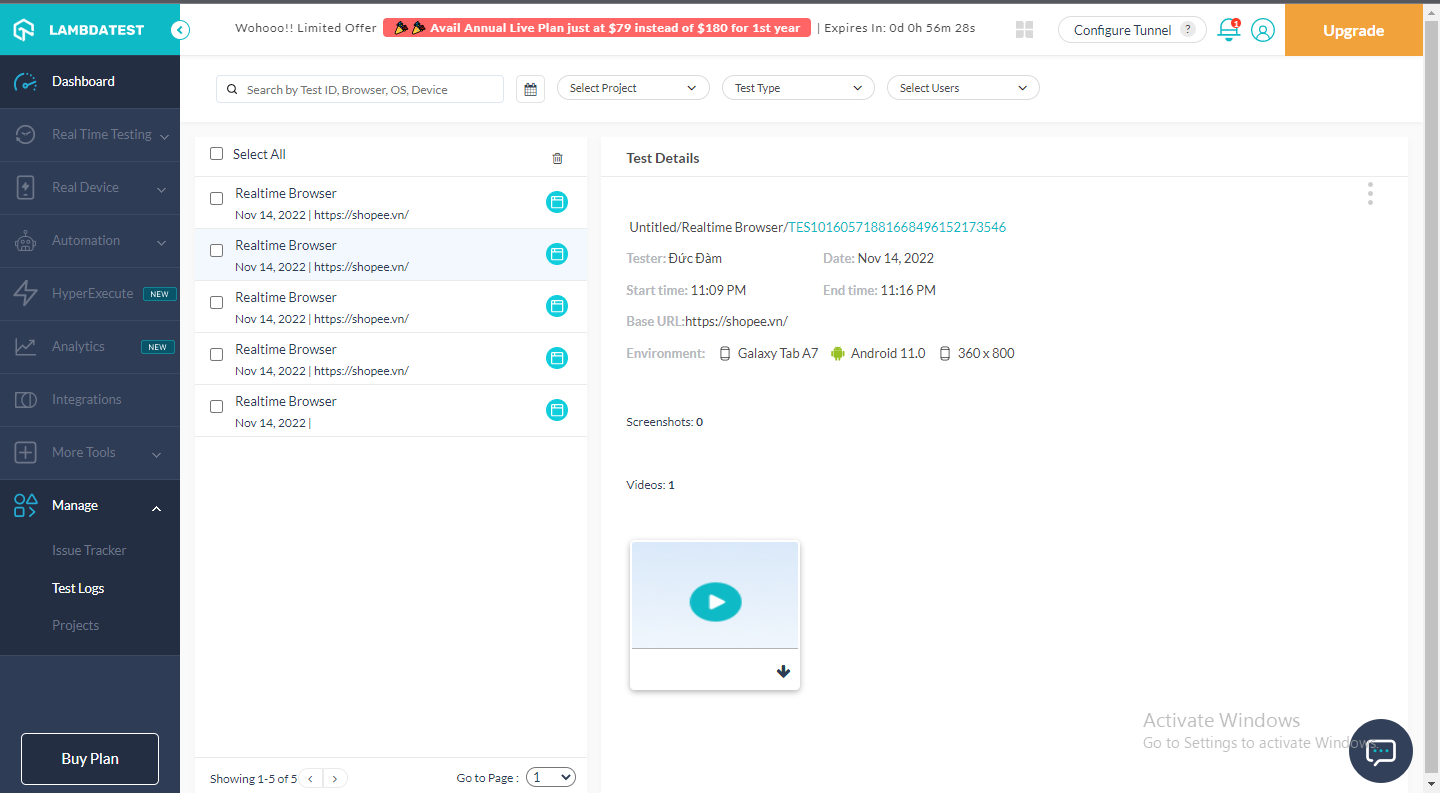 LAMBDATEST
Wohooo!! Limited Offer Avail Annual Live Plan just at $79 instead of $180 for 1st year | Expires In: 0d 0h 56m 28s
Configure Tunnel ?
1
Upgrade
Dashboard
Real Time Testing
Real Device
Automation
HyperExecute NEW
Analytics NEW
Integrations
More Tools
Manage
Issue Tracker
Test Logs
Projects
Buy Plan
Search by Test ID, Browser, OS, Device
Select Project
Test Type
Select Users
Select All
Realtime Browser
Nov 14, 2022 | https://shopee.vn/
Realtime Browser
Nov 14, 2022 | https://shopee.vn/
Realtime Browser
Nov 14, 2022 | https://shopee.vn/
Realtime Browser
Nov 14, 2022 | https://shopee.vn/
Realtime Browser
Nov 14, 2022 |
Showing 1-5 of 5
Go to Page : 1
Test Details
Untitled/Realtime Browser/TES10160571881668496152173546
Tester: Đức Đàm Date: Nov 14, 2022
Start time: 11:09 PM End time: 11:16 PM
Base URL:https://shopee.vn/
Environment: Galaxy Tab A7 Android 11.0 360 x 800
Screenshots: 0
Videos: 1
Activate Windows
Go to Settings to activate Windows.